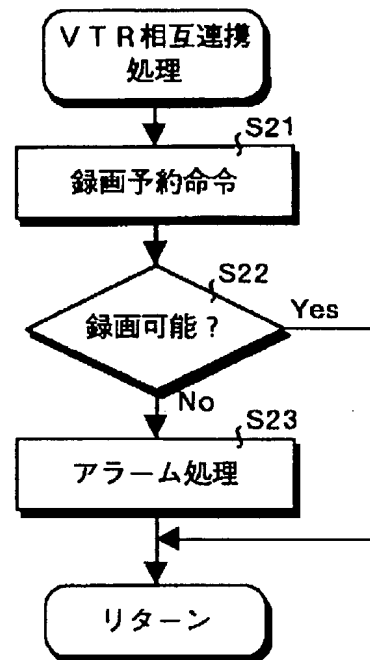 VTR相互連携
処理
S21
録画予約命令
S22
録画可能？
Yes
No
S23
アラーム処理
リターン